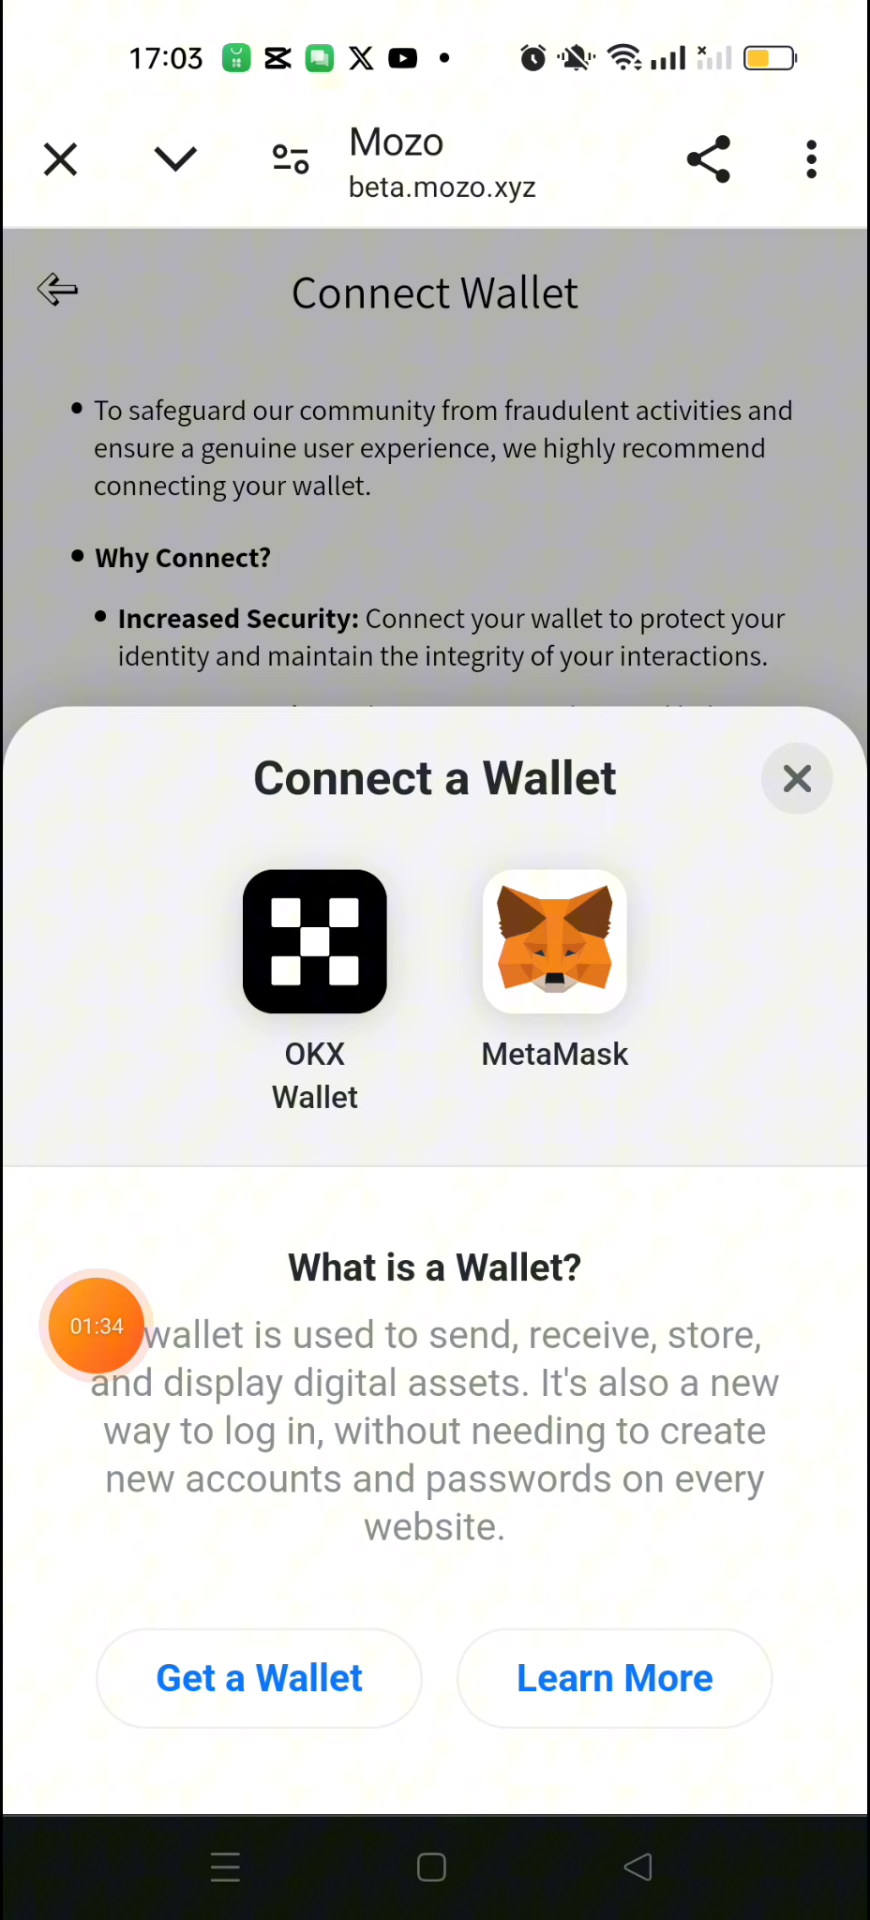 17:03
Mozo
beta.mozo.xyz
Connect Wallet
To safeguard our community from fraudulent activities and
ensure a genuine user experience, we highly recommend
connecting your wallet.
Why Connect?
Increased Security: Connect your wallet to protect your
identity and maintain the integrity of your interactions.
Connect a Wallet
OKX
Wallet
MetaMask
What is a Wallet?
01:34
wallet is used to send, receive, store,
and display digital assets. It's also a new
way to log in, without needing to create
new accounts and passwords on every
website.
Get a Wallet
Learn More